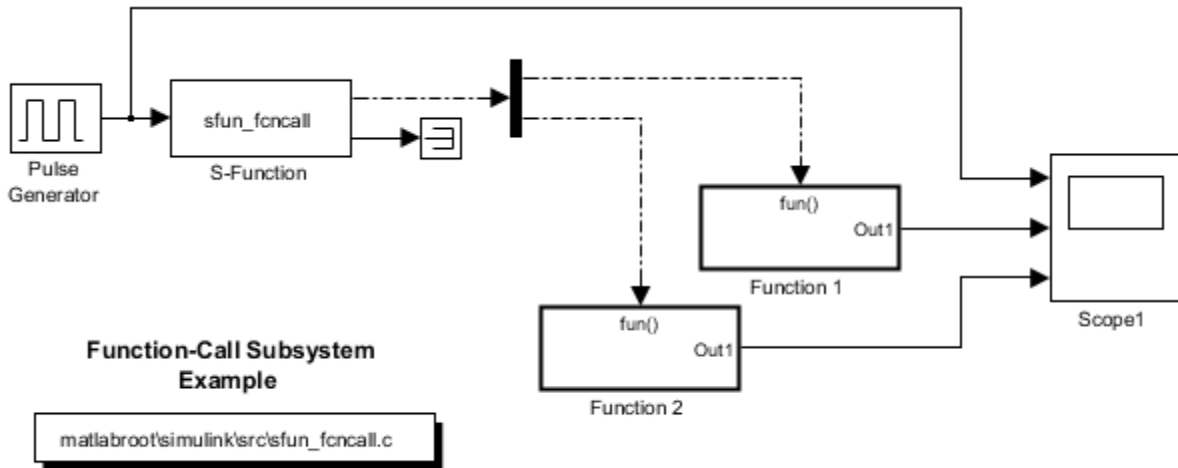 sfun_fcncall
Pulse
Generator
S-Function
fun()
Out1
Function 1
fun()
Out1
Function 2
Scope1
Function-Call Subsystem
Example
matlabroot\simulink\src\sfun_fcncall.c